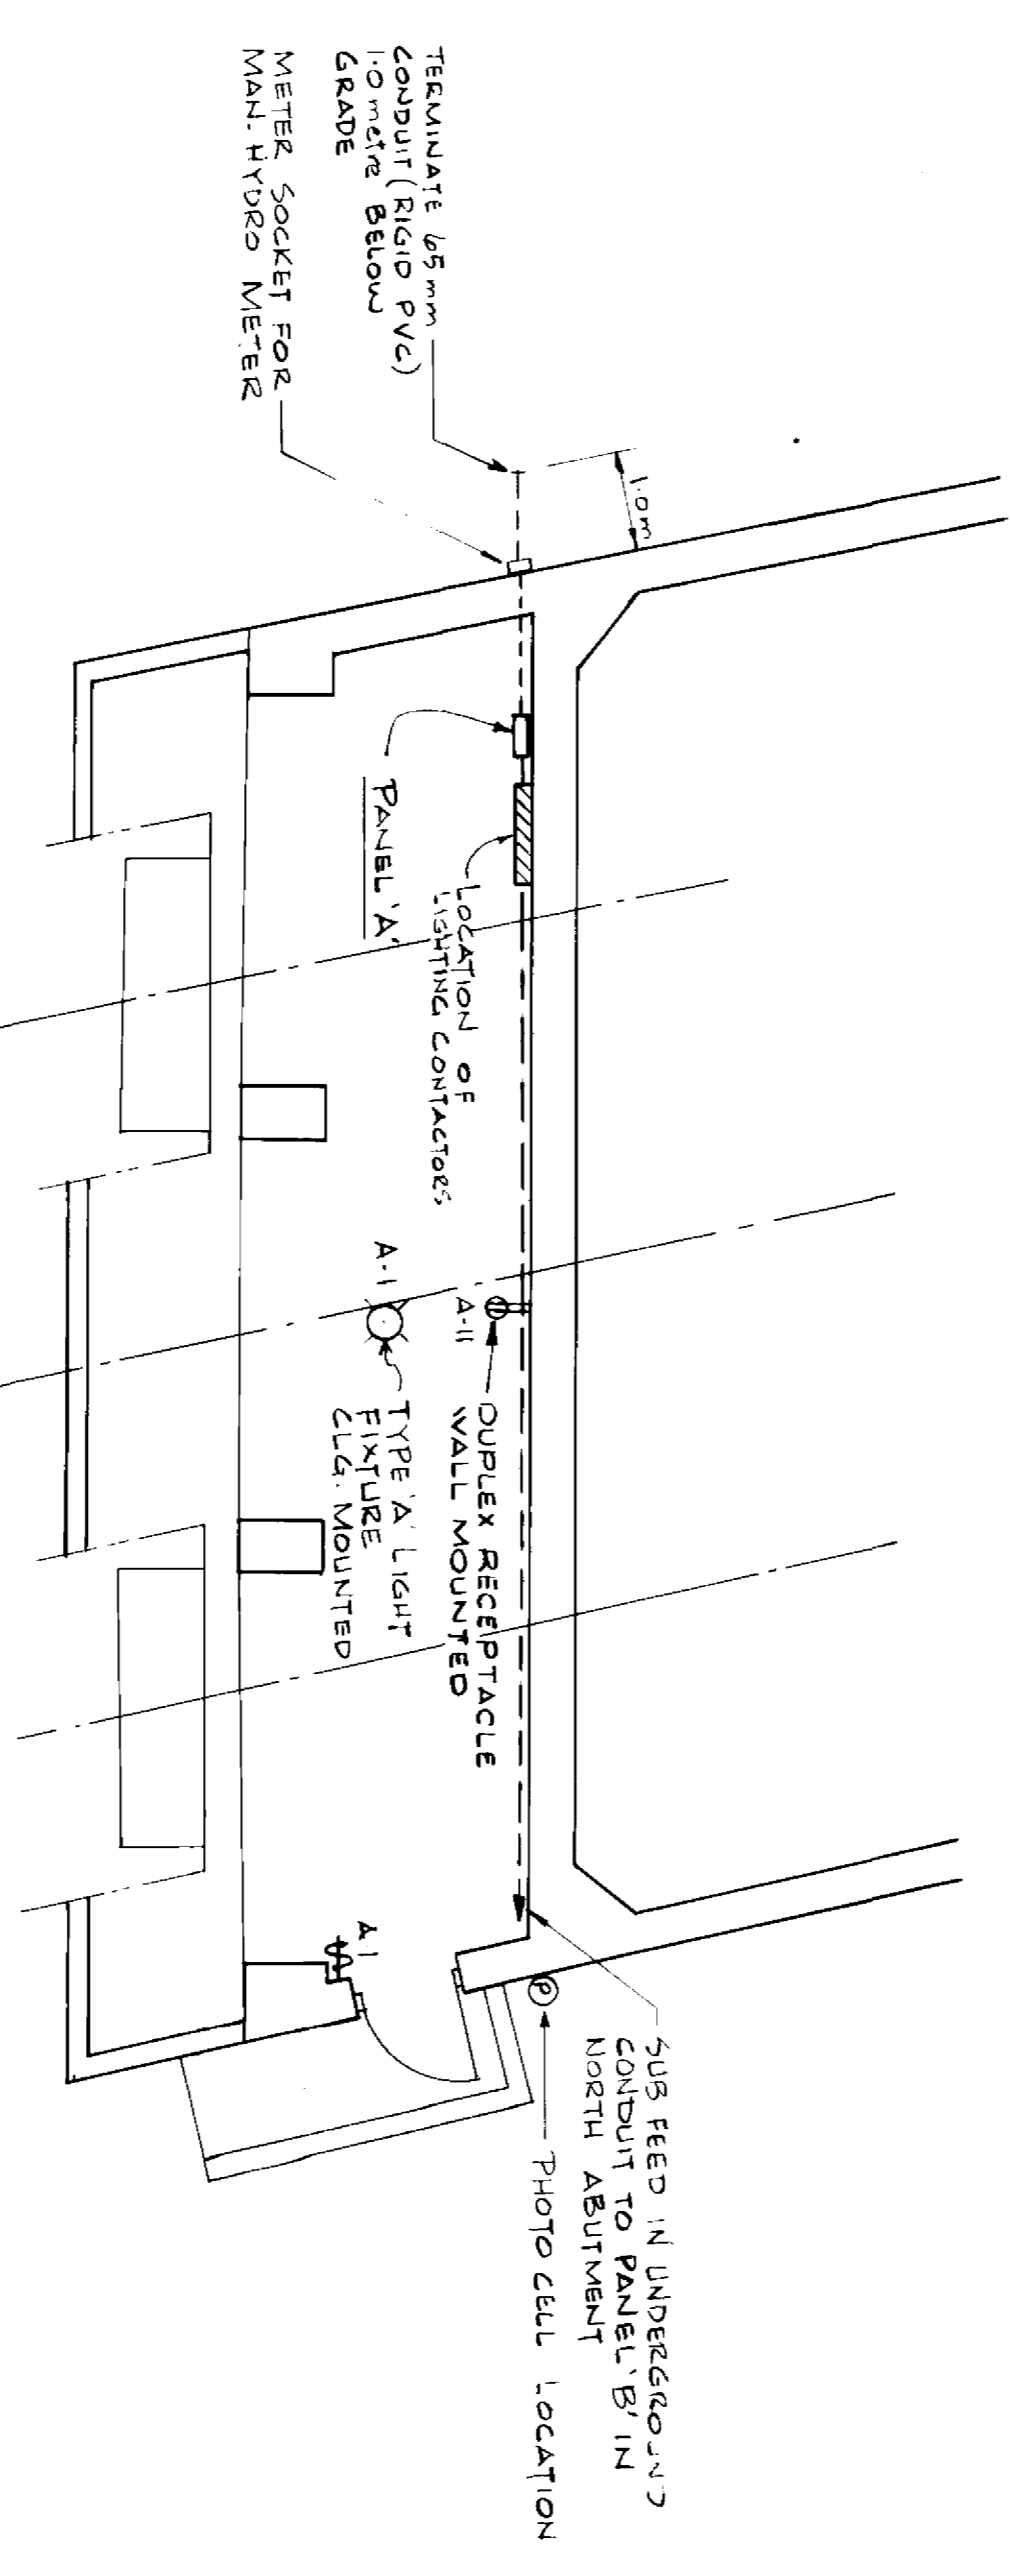 TERMINATE 65mm
CONDUIT (RIGID PVC)
1.0 metre BELOW
GRADE
METER SOCKET FOR
MAN. HYDRO METER
1.0m
PANEL 'A'
LOCATION OF
LIGHTING CONTACTORS
A-1
A-11
DUPLEX RECEPTACLE
WALL MOUNTED
TYPE 'A' LIGHT
FIXTURE
CLG. MOUNTED
A-1
P
SUB FEED IN UNDERGROUND
CONDUIT TO PANEL 'B' IN
NORTH ABUTMENT
PHOTO CELL LOCATION